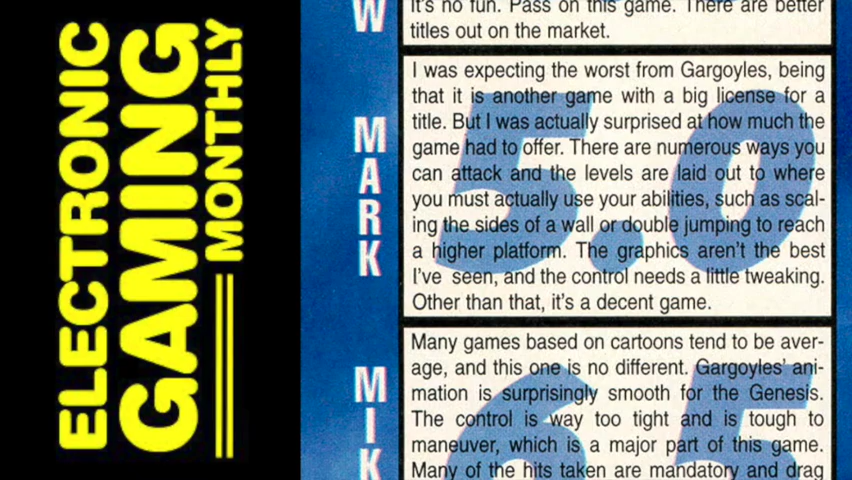 ELECTRONIC
GAMING
MONTHLY
W
it's no fun. Pass on this game. There are better
titles out on the market.
MARK
5.0
I was expecting the worst from Gargoyles, being
that it is another game with a big license for a
title. But I was actually surprised at how much the
game had to offer. There are numerous ways you
can attack and the levels are laid out to where
you must actually use your abilities, such as scal-
ing the sides of a wall or double jumping to reach
a higher platform. The graphics aren't the best
I've seen, and the control needs a little tweaking.
Other than that, it's a decent game.
MIK
6.5
Many games based on cartoons tend to be aver-
age, and this one is no different. Gargoyles' ani-
mation is surprisingly smooth for the Genesis.
The control is way too tight and is tough to
maneuver, which is a major part of this game.
Many of the hits taken are mandatory and drag